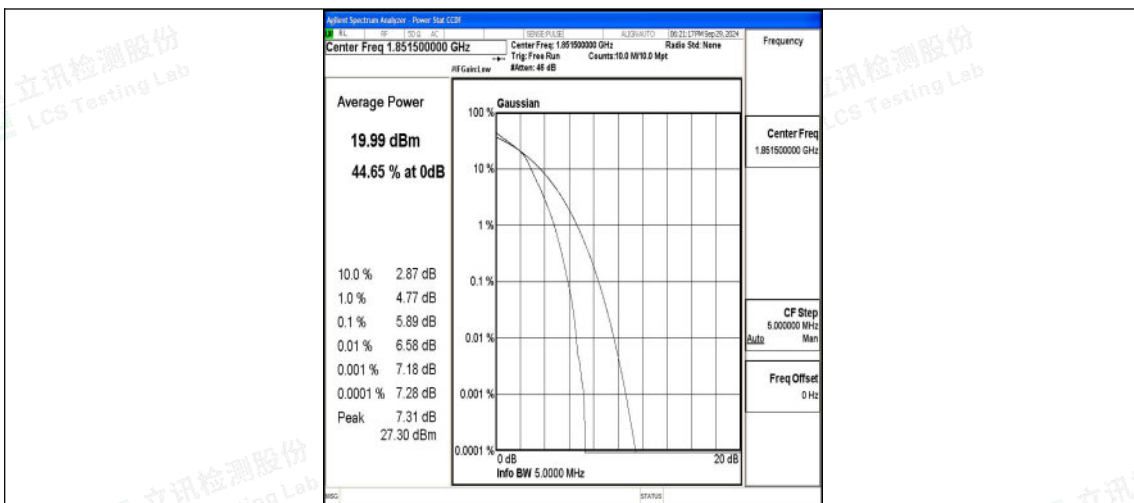 Agilent Spectrum Analyzer - Power Stat CCDF
RL RF 50 Ω AC SENSE:PULSE ALIGNAUTO 06:21:17PM Sep 29, 2024
Center Freq 1.851500000 GHz
Center Freq: 1.851500000 GHz Radio Std: None
Trig: Free Run Counts:10.0 M/10.0 Mpt
#IFGain:Low #Atten: 46 dB
Frequency
Center Freq
1.851500000 GHz
CF Step
5.000000 MHz
Auto Man
Freq Offset
0 Hz
Average Power
19.99 dBm
44.65 % at 0dB
10.0 % 2.87 dB
1.0 % 4.77 dB
0.1 % 5.89 dB
0.01 % 6.58 dB
0.001 % 7.18 dB
0.0001 % 7.28 dB
Peak 7.31 dB
27.30 dBm
Gaussian
100 %
10 %
1 %
0.1 %
0.01 %
0.001 %
0.0001 %
0 dB 20 dB
Info BW 5.0000 MHz
MSG STATUS
立讯检测股份
LCS Testing Lab
立讯检测股份
LCS Testing Lab
立讯检测股份